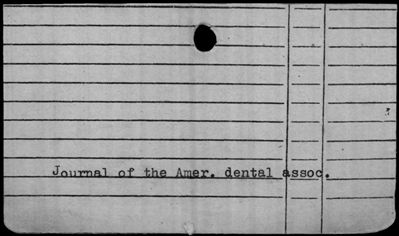 Journal of the Amer. dental assoc.